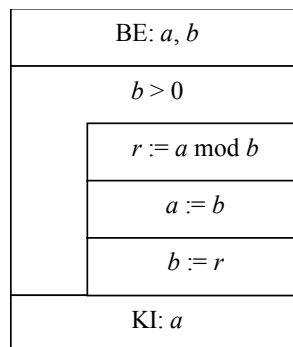 BE: a, b
b > 0
r := a mod b
a := b
b := r
KI: a